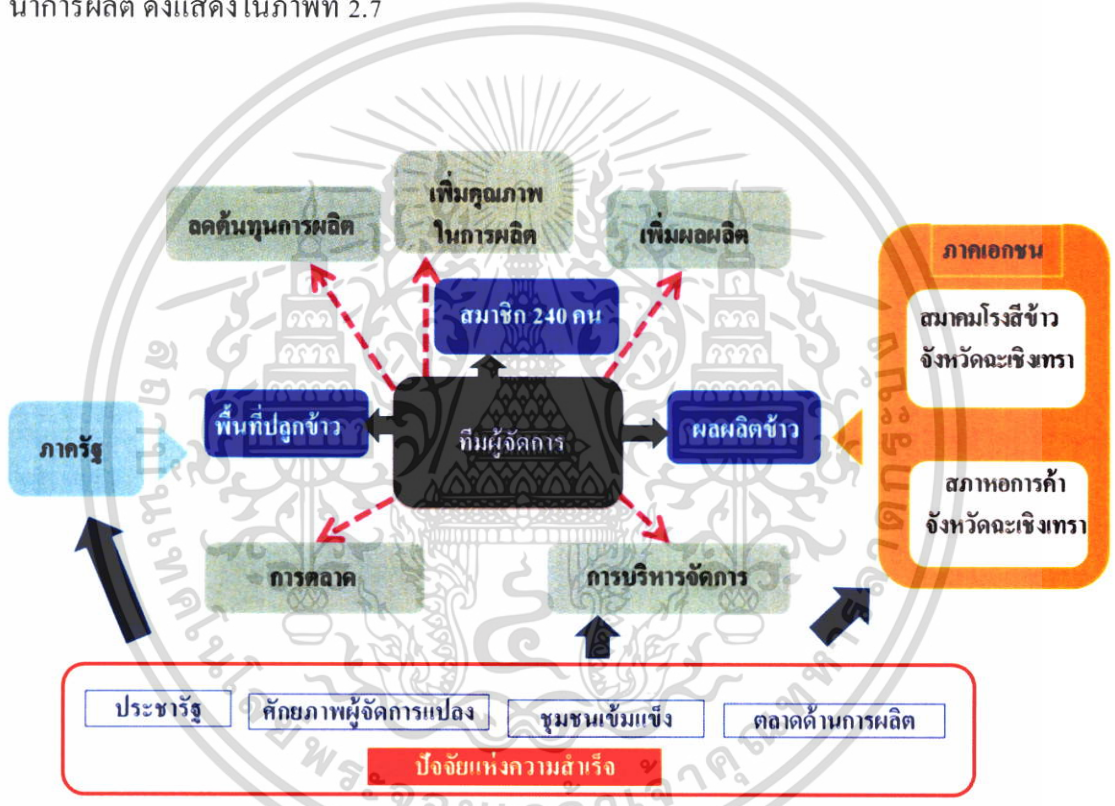 นำการผลิต ดังแสดงในภาพที่ 2.7
เพิ่มคุณภาพ
ในการผลิต
ลดต้นทุนการผลิต
เพิ่มผลผลิต
ภาคเอกชน
สมาคมโรงสีข้าว
จังหวัดฉะเชิงเทรา
สภาหอการค้า
จังหวัดฉะเชิงเทรา
สมาชิก 240 คน
ภาครัฐ
พื้นที่ปลูกข้าว
ทีมผู้จัดการ
ผลผลิตข้าว
การตลาด
การบริหารจัดการ
ประชารัฐ
ศักยภาพผู้จัดการแปลง
ชุมชนเข้มแข็ง
ตลาดด้านการผลิต
ปัจจัยแห่งความสำเร็จ